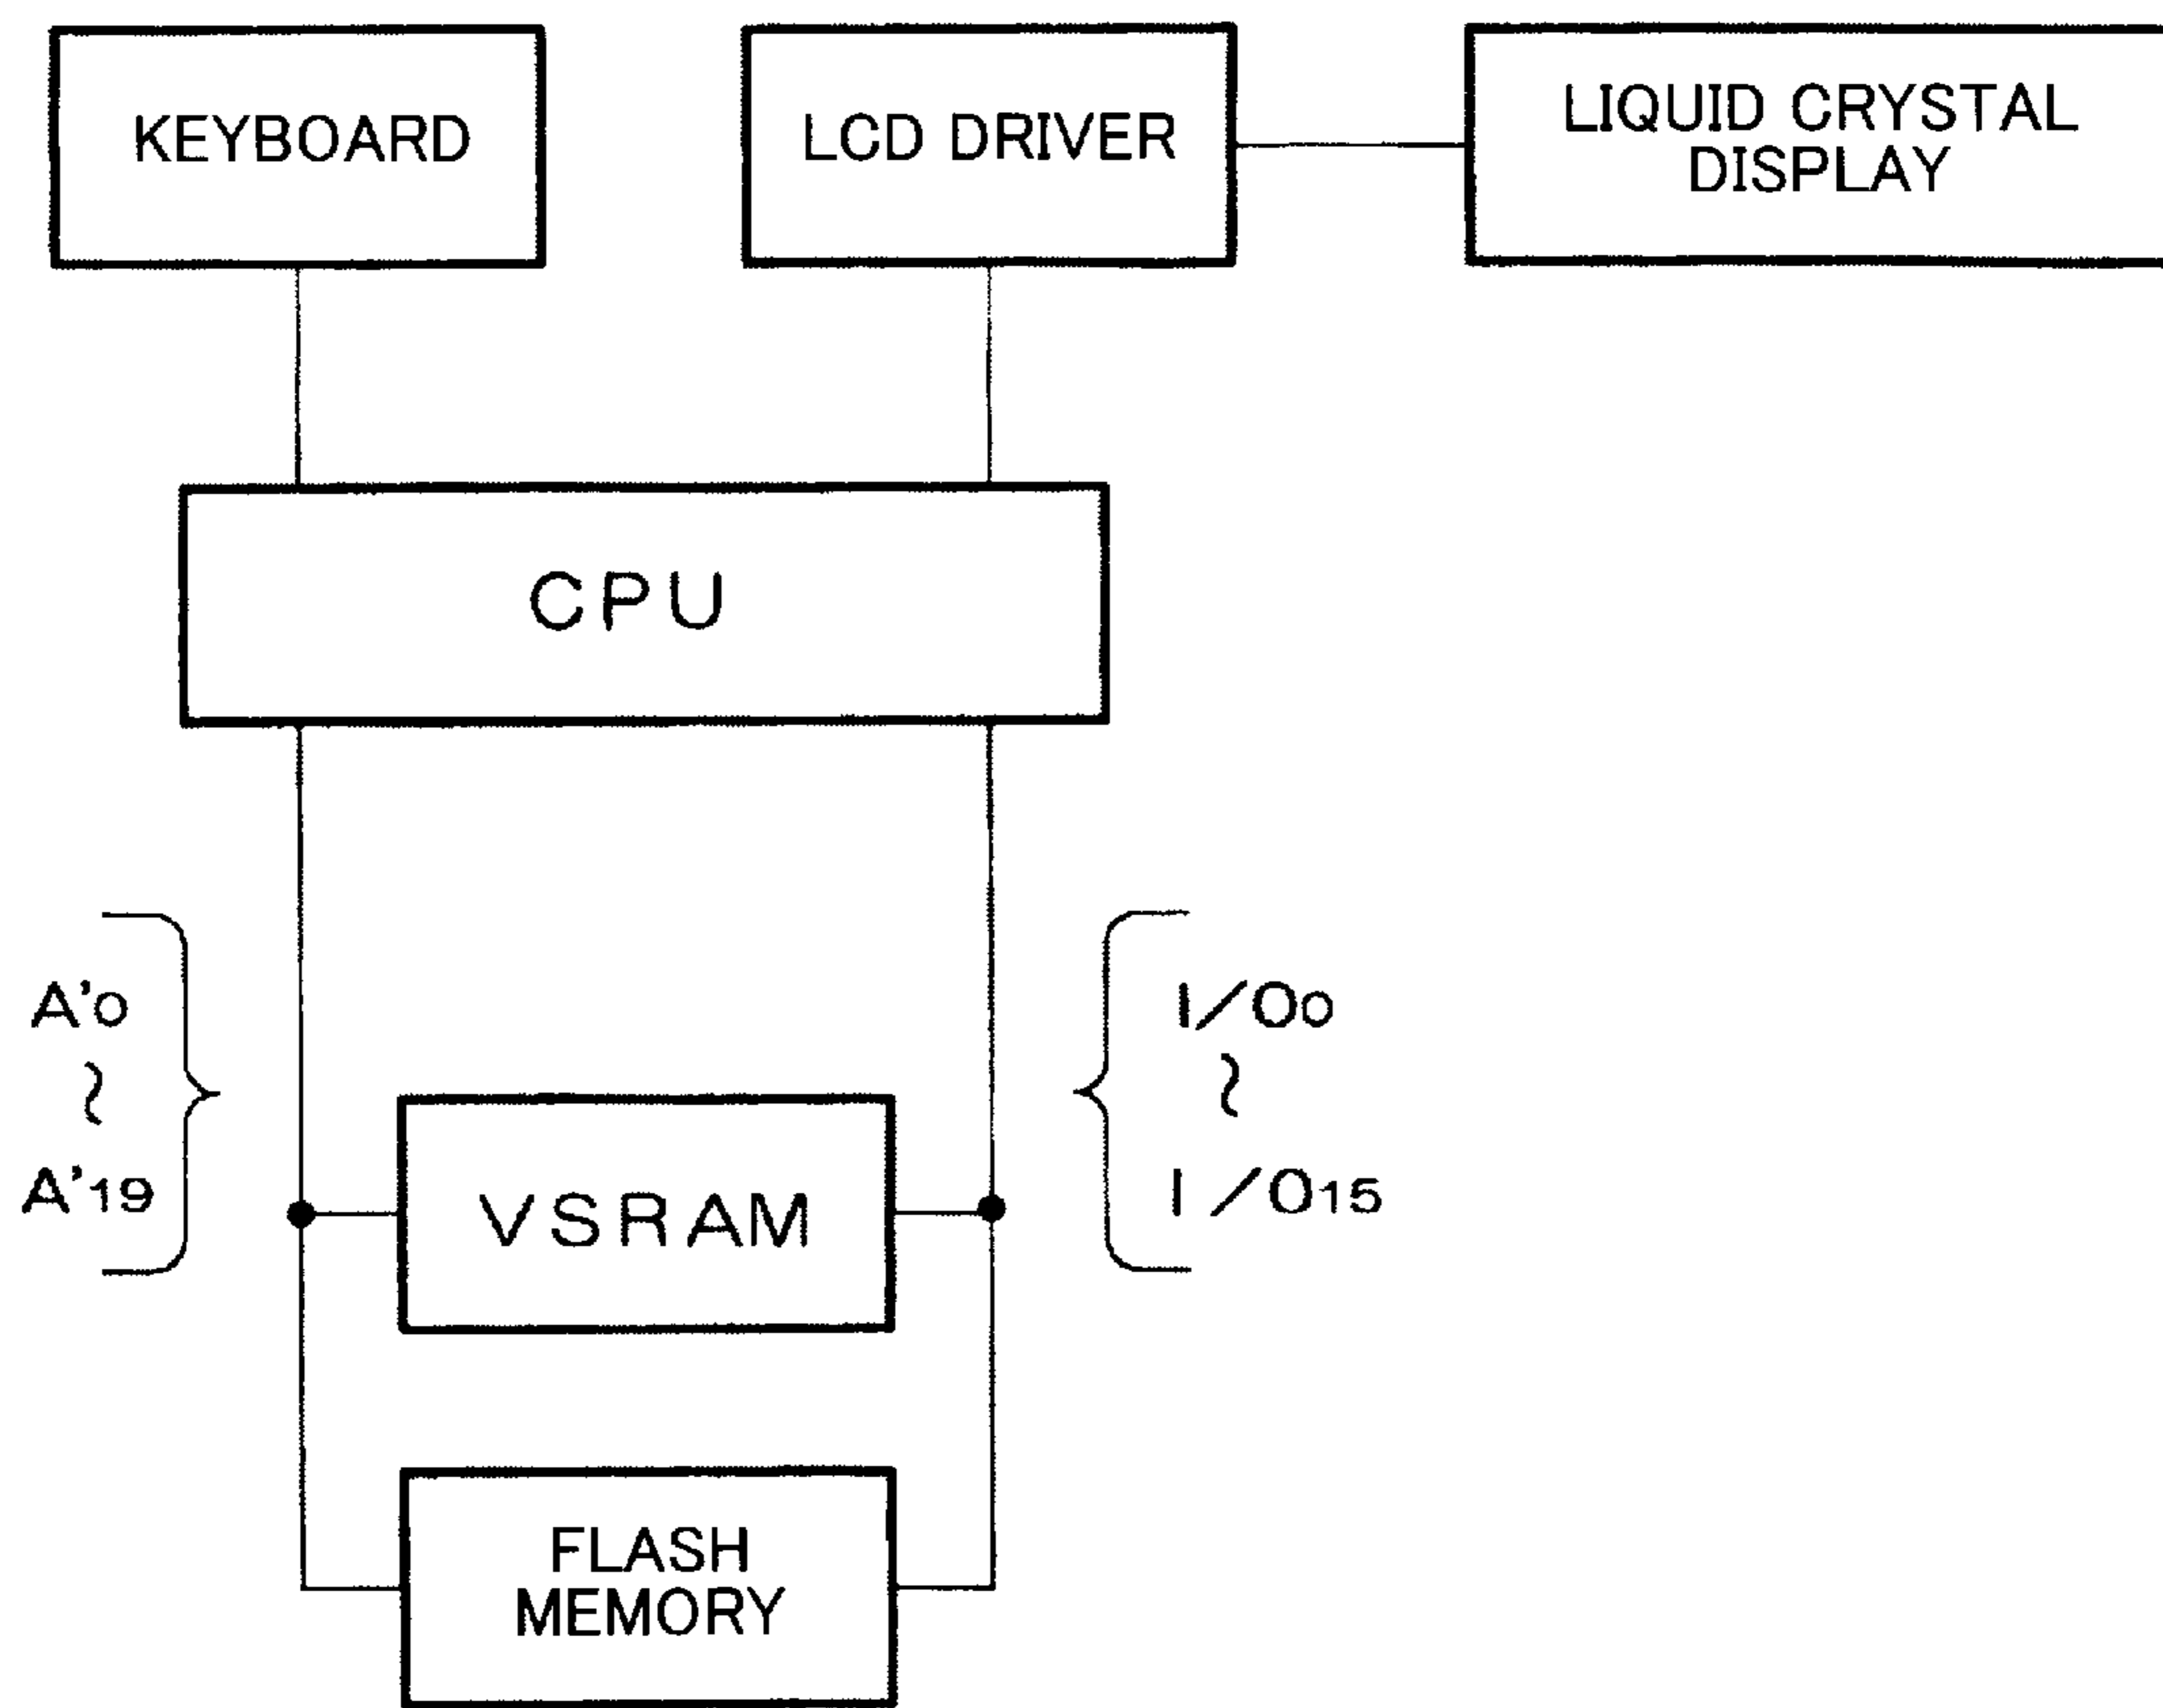 KEYBOARD
LCD DRIVER
LIQUID CRYSTAL
DISPLAY
CPU
A'0
~
A'19
I/O0
~
I/O15
VSRAM
FLASH
MEMORY